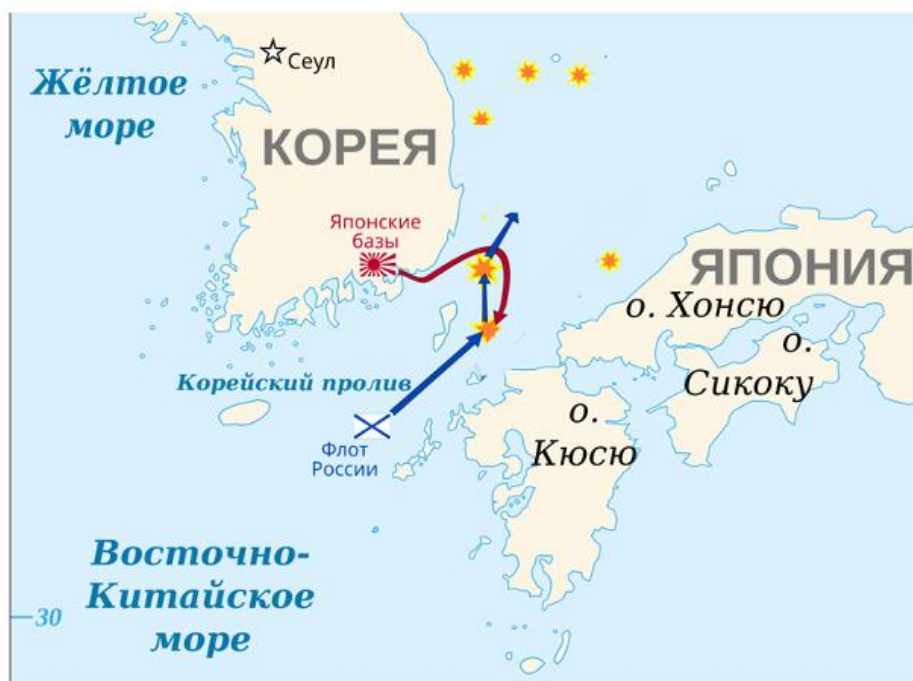 Сеул
Жёлтое
море
КОРЕЯ
Японские
базы
ЯПОНИЯ
о. Хонсю
о.
Сикоку
Корейский пролив
о.
Кюсю
Флот
России
Восточно-
Китайское
море
30